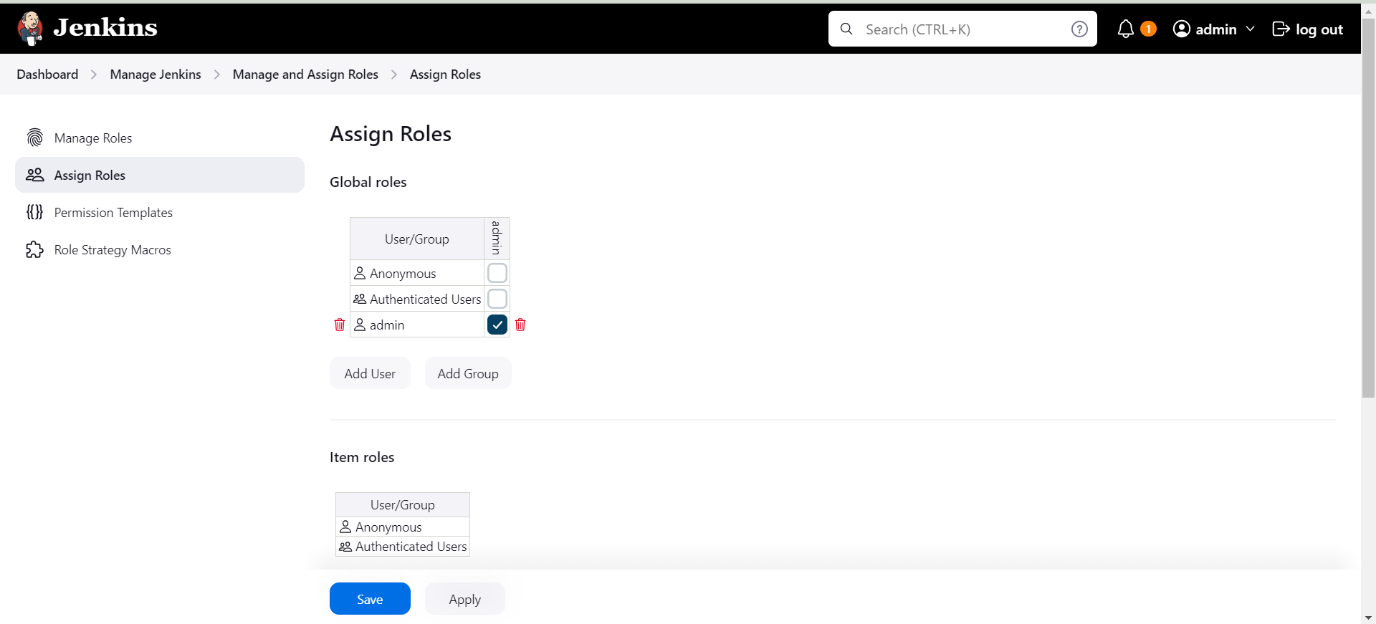 Jenkins
Search (CTRL+K)
1
admin
log out
Dashboard
Manage Jenkins
Manage and Assign Roles
Assign Roles
Manage Roles
Assign Roles
Permission Templates
Role Strategy Macros
Assign Roles
Global roles
User/Group
admin
Anonymous
Authenticated Users
admin
Add User
Add Group
Item roles
User/Group
Anonymous
Authenticated Users
Save
Apply